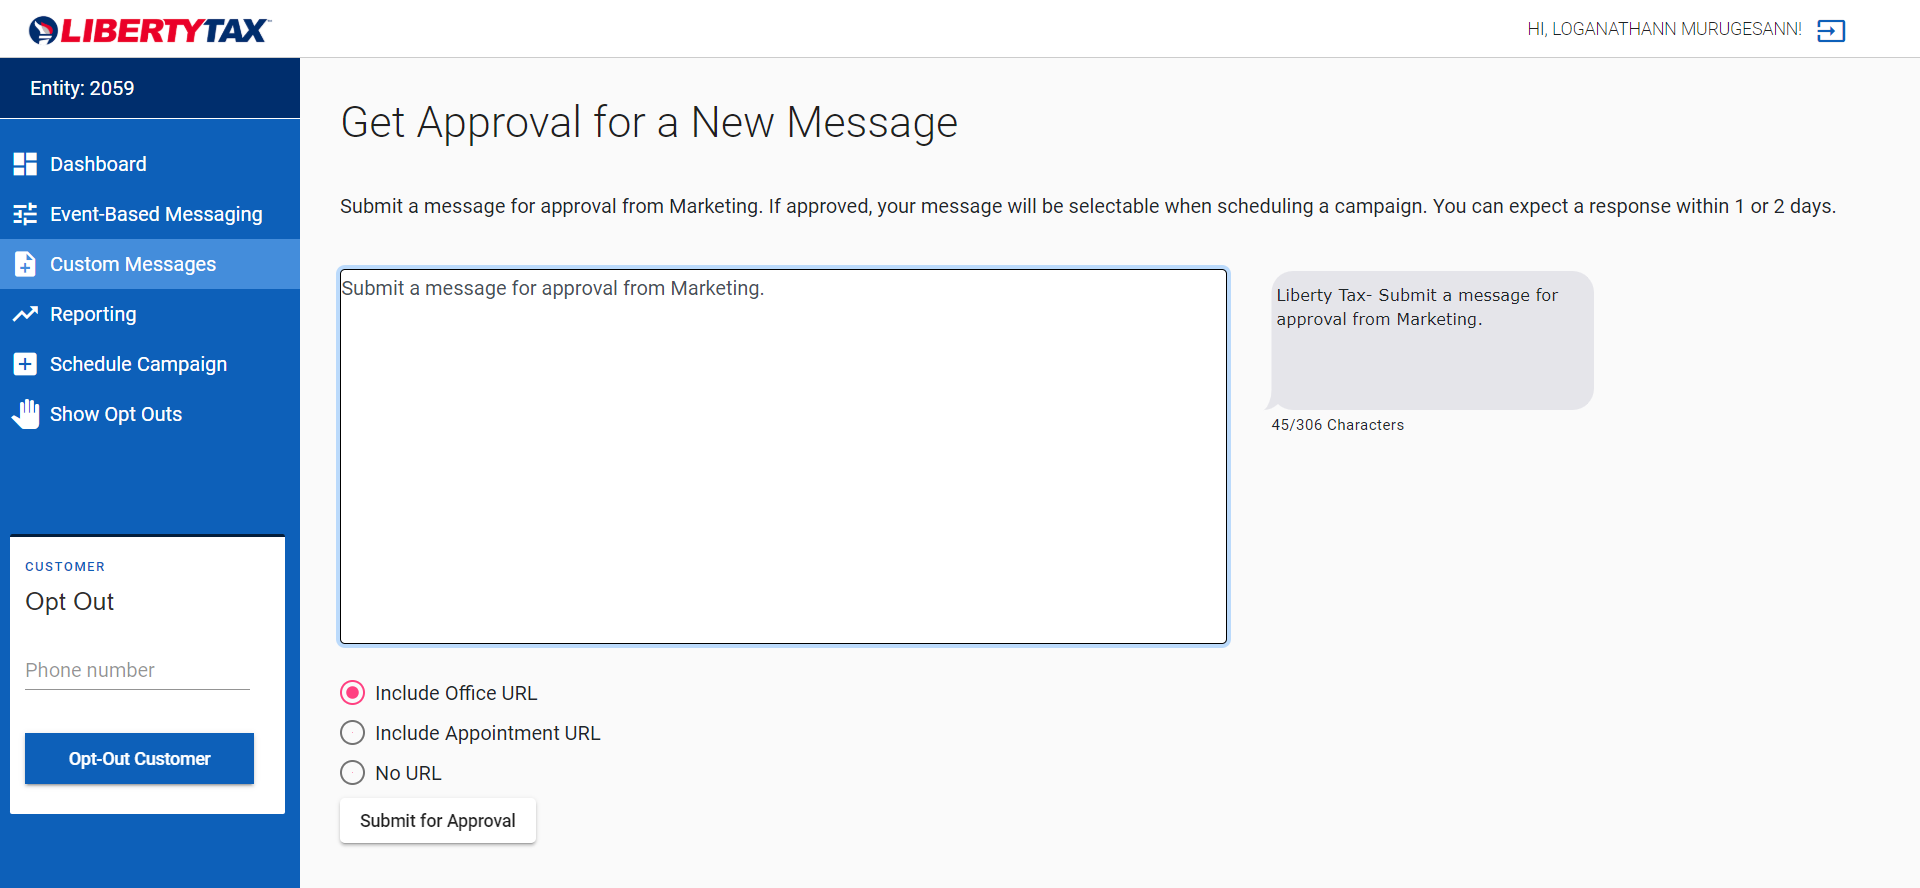 LIBERTYTAX
HI, LOGANATHANN MURUGESANN!
Entity: 2059
Dashboard
Event-Based Messaging
Custom Messages
Reporting
Schedule Campaign
Show Opt Outs
CUSTOMER
Opt Out
Phone number
Opt-Out Customer
Get Approval for a New Message
Submit a message for approval from Marketing. If approved, your message will be selectable when scheduling a campaign. You can expect a response within 1 or 2 days.
Submit a message for approval from Marketing.
Liberty Tax- Submit a message for
approval from Marketing.
45/306 Characters
Include Office URL
Include Appointment URL
No URL
Submit for Approval